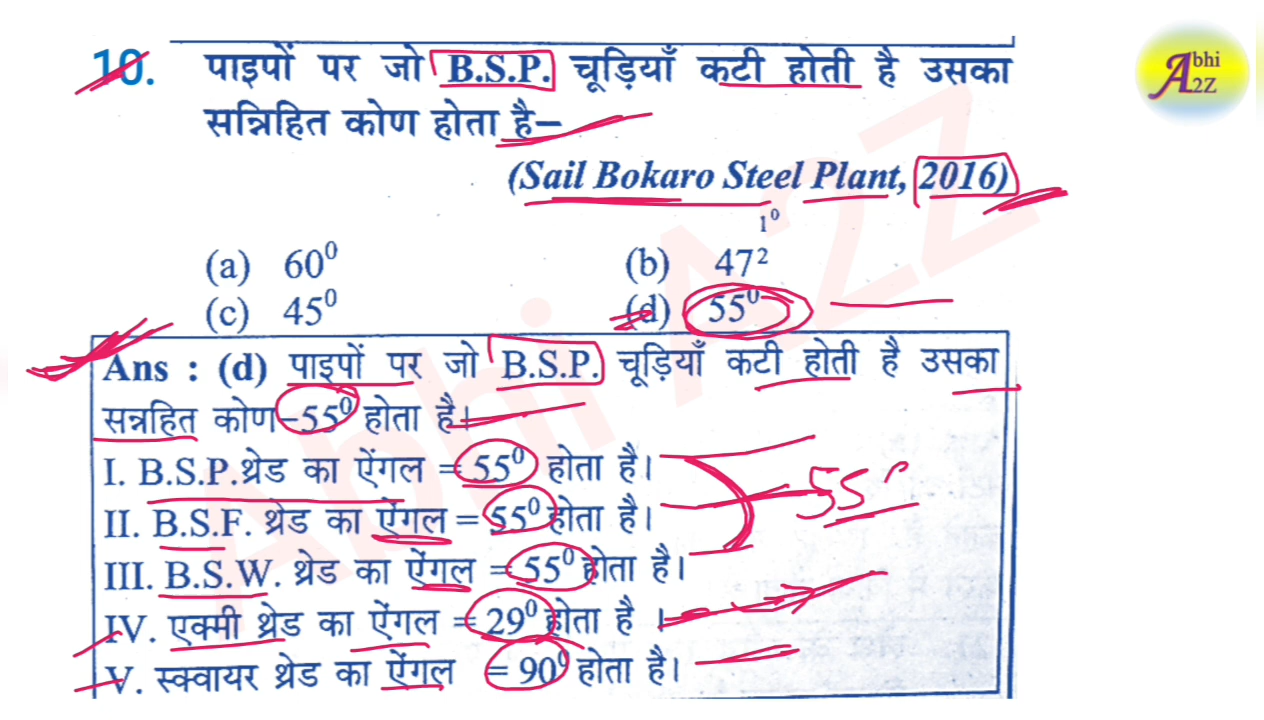 10. पाइपों पर जो B.S.P. चूड़ियाँ कटी होती है उसका
सन्निहित कोण होता है–
(Sail Bokaro Steel Plant, 2016)
(a) 60⁰
(b) 47 1⁰ 2
(c) 45⁰
(d) 55⁰
Ans : (d) पाइपों पर जो B.S.P. चूड़ियाँ कटी होती है उसका
सन्नहित कोण–55⁰ होता है।
I. B.S.P.थ्रेड का ऐंगल = 55⁰ होता है।
II. B.S.F. थ्रेड का ऐंगल = 55⁰ होता है।
III. B.S.W. थ्रेड का ऐंगल = 55⁰ होता है।
55⁰
IV. एक्मी थ्रेड का ऐंगल = 29⁰ होता है ।
V. स्क्वायर थ्रेड का ऐंगल = 90⁰ होता है।
Abhi A2Z
Abhi A2Z